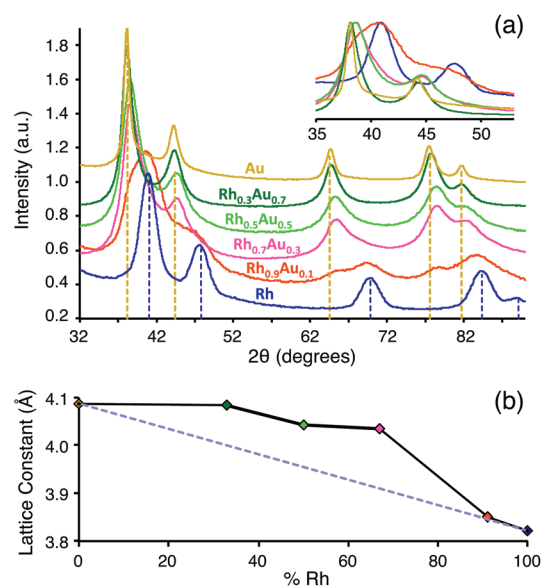 (a)
Intensity (a.u.)
1.8
1.6
1.4
1.2
1.0
0.8
0.6
0.4
0.2
35 40 45 50
Au
Rh0.3Au0.7
Rh0.5Au0.5
Rh0.7Au0.3
Rh0.9Au0.1
Rh
32 42 52 62 72 82
2θ (degrees)
(b)
Lattice Constant (Å)
4.1
4.0
3.9
3.8
0 20 40 60 80 100
% Rh